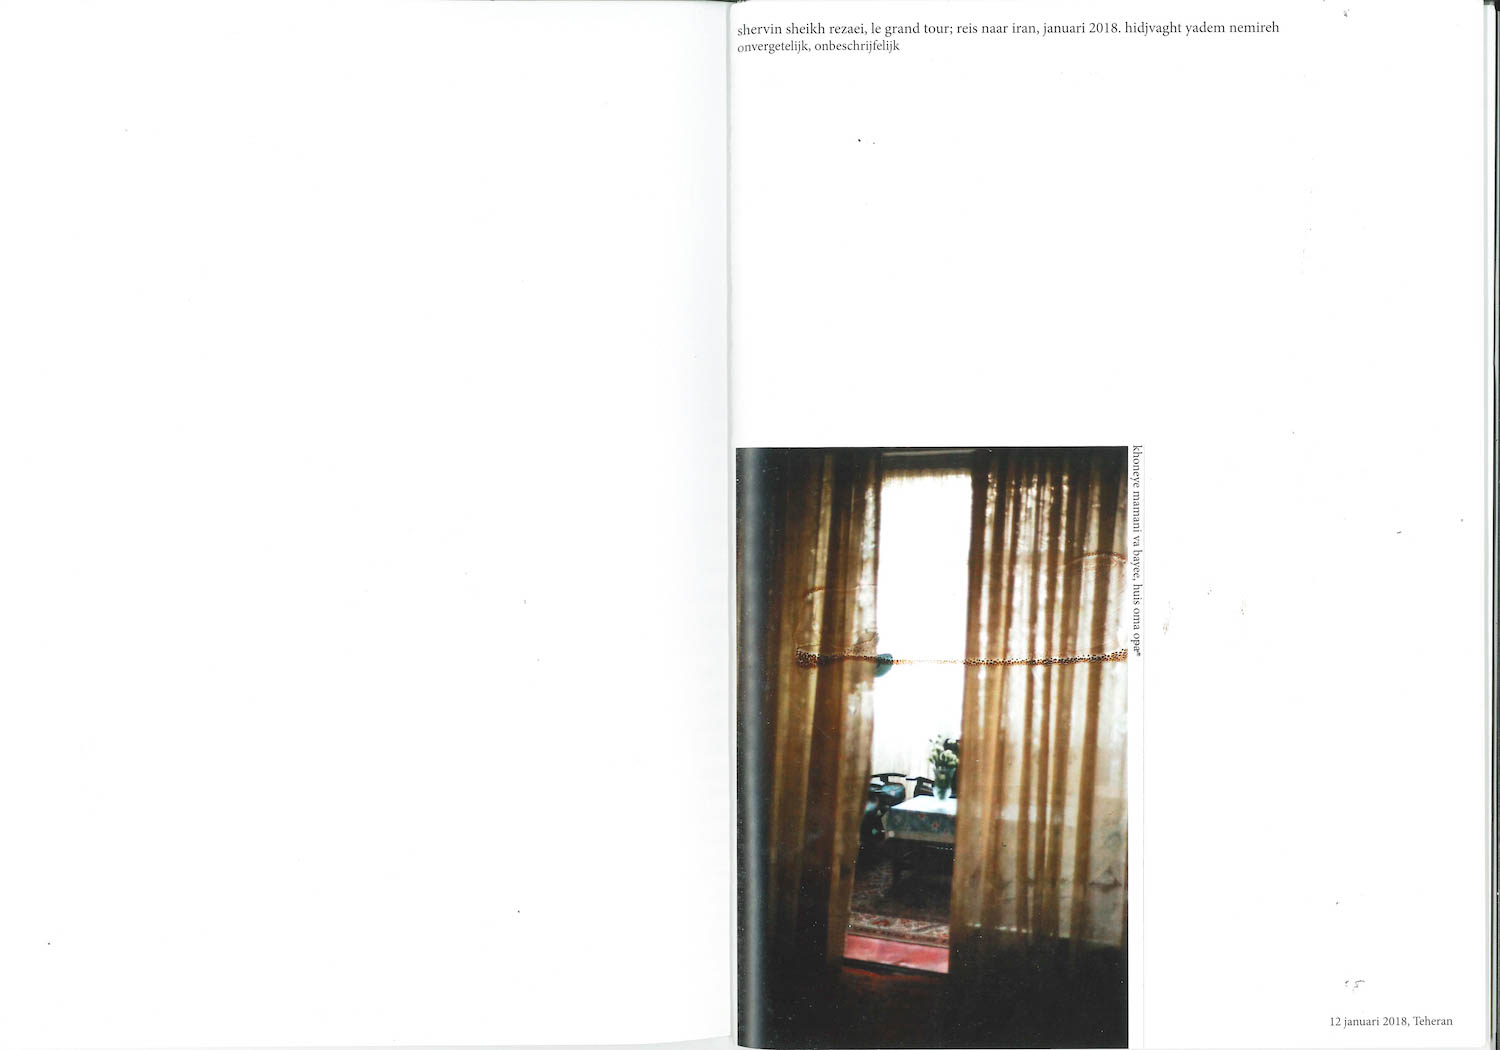 shervin sheikh rezaei, le grand tour; reis naar iran, januari 2018. hidjvaght yadem nemireh
onvergetelijk, onbeschrijfelijk
khoneye mamani va bayee, huis oma opa*
12 januari 2018, Teheran